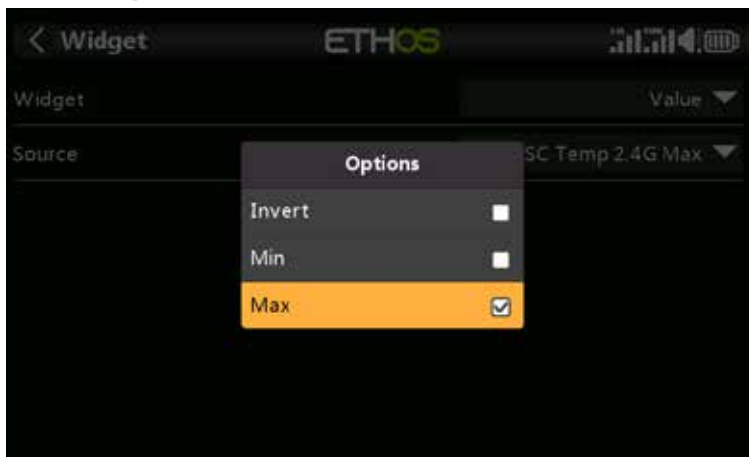 Widget
ETHOS
Widget
Value
Source
SC Temp 2.4G Max
Options
Invert
Min
Max